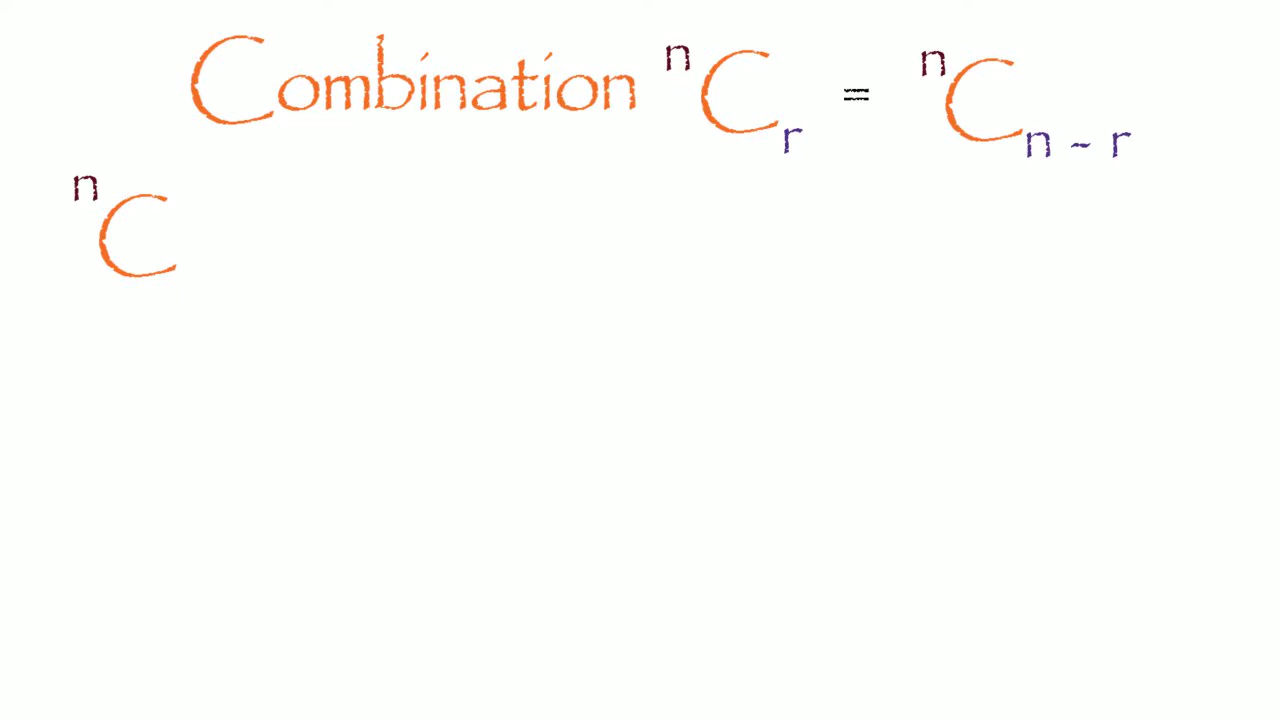 Combination ⁿCᵣ = ⁿCₙ₋ᵣ
ⁿC